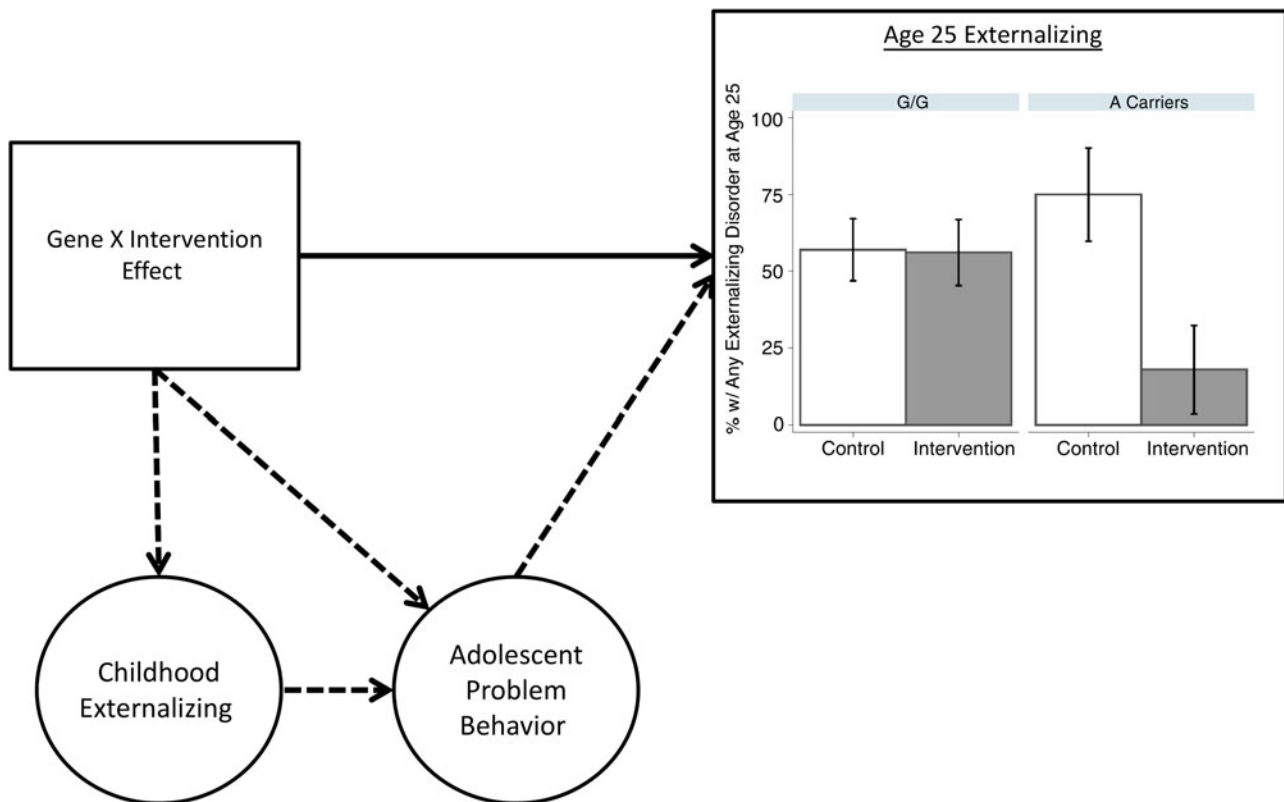 Age 25 Externalizing
% w/ Any Externalizing Disorder at Age 25
G/G
A Carriers
100
75
50
25
0
Control
Intervention
Control
Intervention
Gene X Intervention
Effect
Childhood
Externalizing
Adolescent
Problem
Behavior